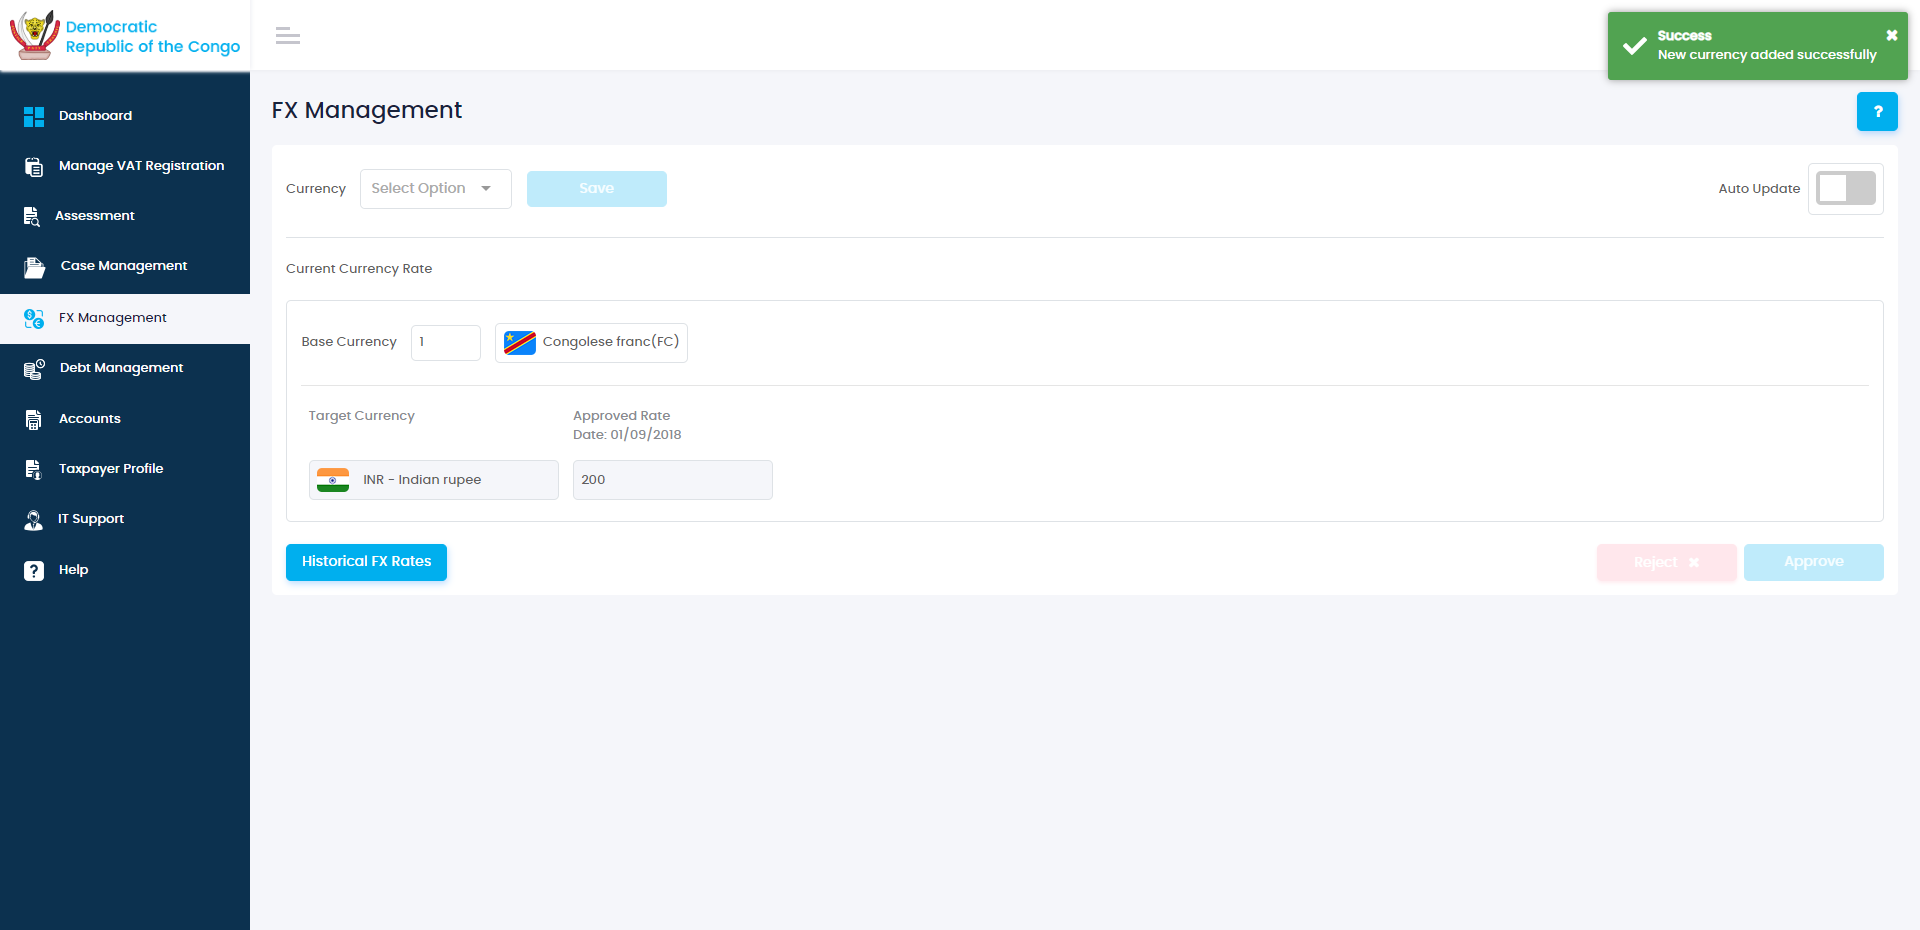 Democratic
Republic of the Congo
Success
New currency added successfully
Dashboard
Manage VAT Registration
Assessment
Case Management
FX Management
Debt Management
Accounts
Taxpayer Profile
IT Support
Help
FX Management
?
Currency
Select Option
Save
Auto Update
Current Currency Rate
Base Currency
1
Congolese franc(FC)
Target Currency
Approved Rate
Date: 01/09/2018
INR - Indian rupee
200
Historical FX Rates
Reject
Approve